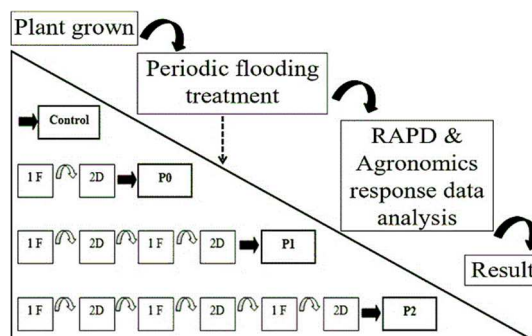 Plant grown
Periodic flooding
treatment
RAPD &
Agronomics
response data
analysis
Result
Control
1 F 2D P0
1 F 2D 1 F 2D P1
1 F 2D 1 F 2D 1 F 2D P2